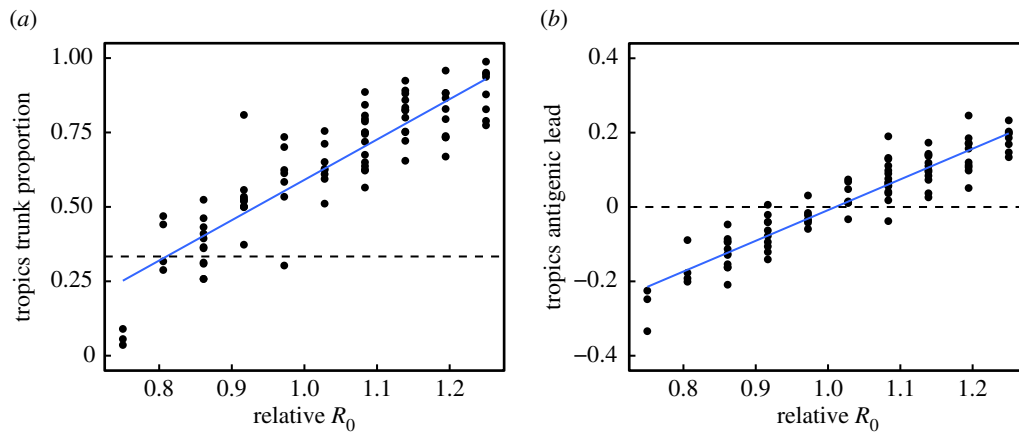 (a)
1.00
0.75
0.50
0.25
0
tropics trunk proportion
0.8 0.9 1.0 1.1 1.2
relative R0
(b)
0.4
0.2
0
−0.2
−0.4
tropics antigenic lead
0.8 0.9 1.0 1.1 1.2
relative R0